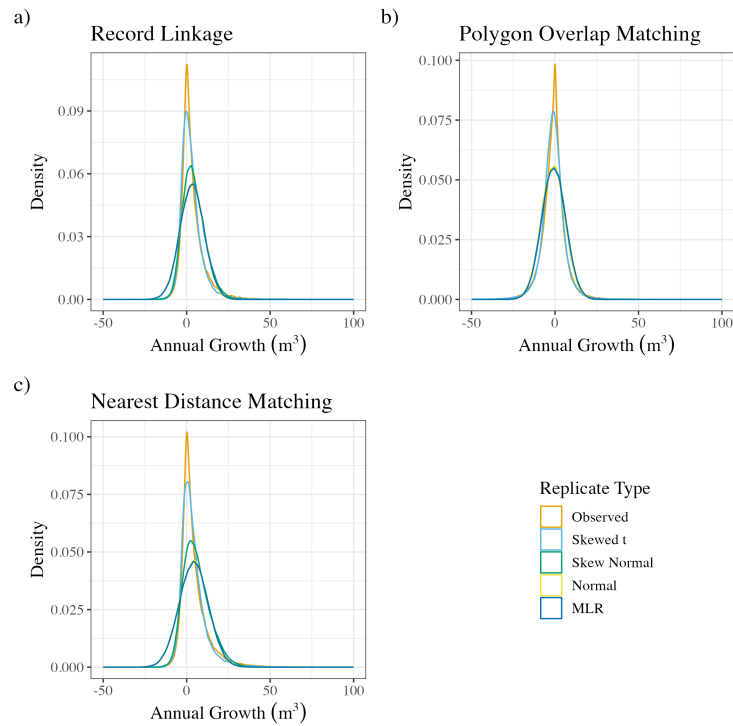 a)
Record Linkage
Density
0.09
0.06
0.03
0.00
-50
0
50
100
Annual Growth (m³)
b)
Polygon Overlap Matching
Density
0.100
0.075
0.050
0.025
0.000
-50
0
50
100
Annual Growth (m³)
c)
Nearest Distance Matching
Density
0.100
0.075
0.050
0.025
0.000
-50
0
50
100
Annual Growth (m³)
Replicate Type
Observed
Skewed t
Skew Normal
Normal
MLR